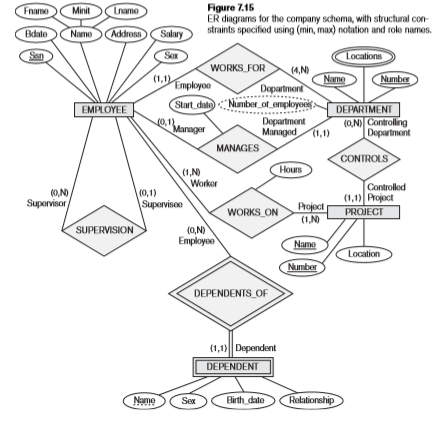 Figure 7.15
ER diagrams for the company schema, with structural con-
straints specified using (min, max) notation and role names.
Fname
Minit
Lname
Bdate
Name
Address
Salary
Ssn
Sex
WORKS_FOR
Locations
(1,1)
Employee
(4,N)
Department
Name
Number
Start_date
Number_of_employees
EMPLOYEE
DEPARTMENT
(0,1)
Manager
Department
Managed
(1,1)
(0,N)
Controlling
Department
MANAGES
CONTROLS
Hours
(1,N)
Worker
(0,N)
Supervisor
(0,1)
Supervisee
WORKS_ON
Project
(1,N)
(1,1)
Controlled
Project
PROJECT
SUPERVISION
(0,N)
Employee
Name
Number
Location
DEPENDENTS_OF
(1,1)
Dependent
DEPENDENT
Name
Sex
Birth_date
Relationship